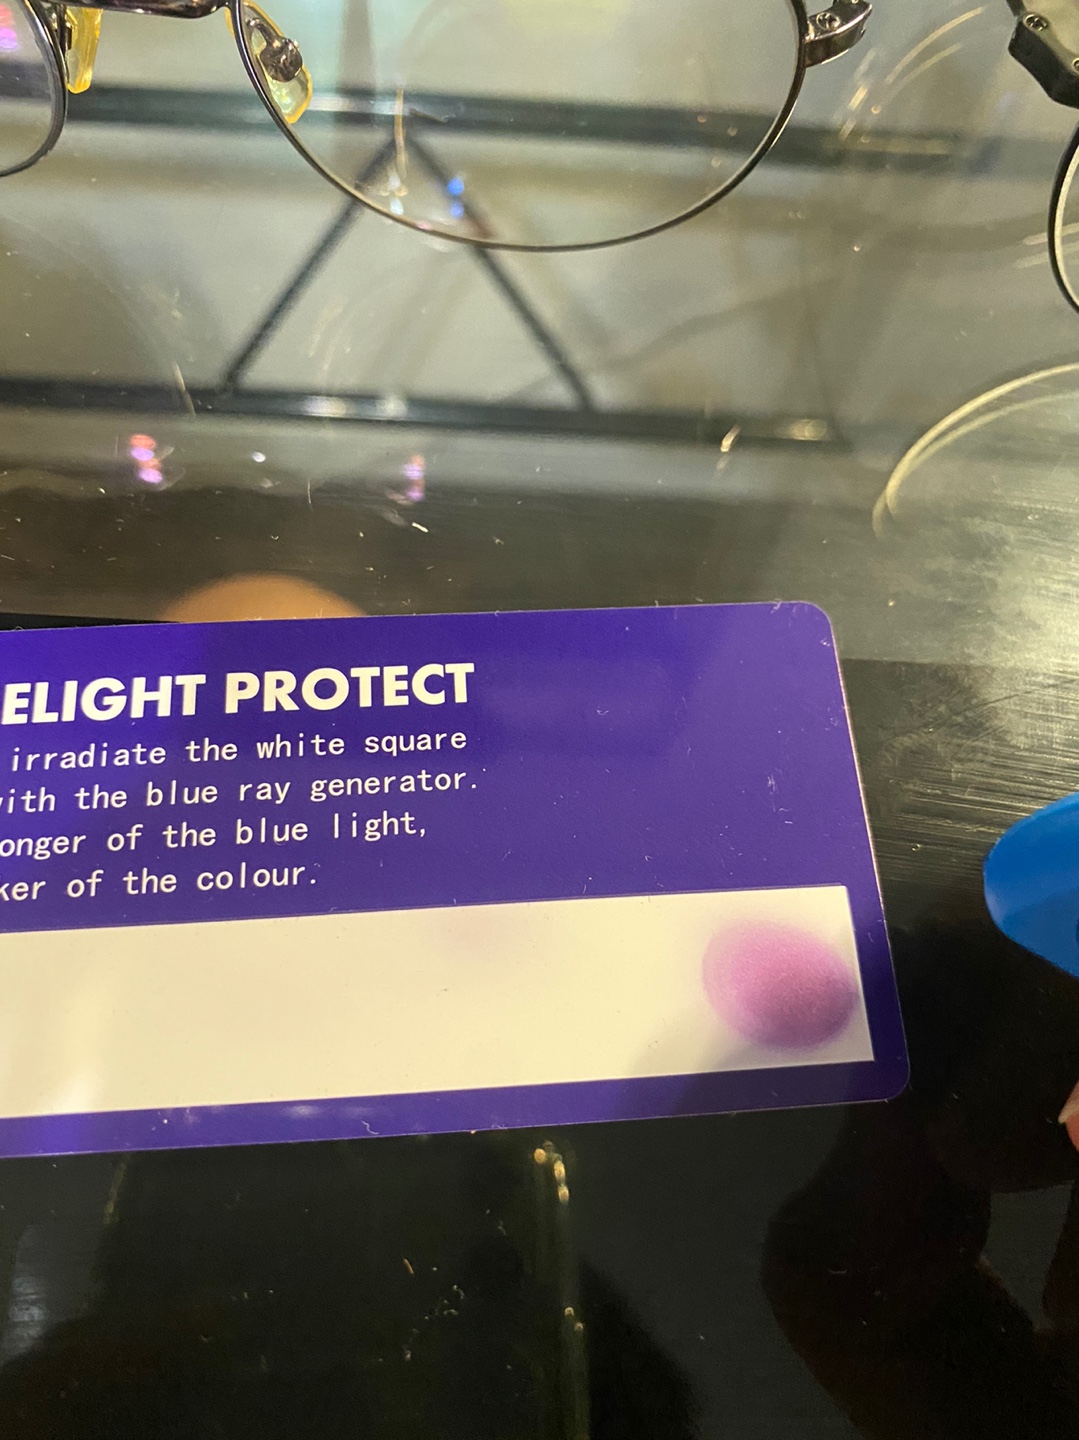 ELIGHT PROTECT
irradiate the white square
with the blue ray generator.
onger of the blue light,
ker of the colour.